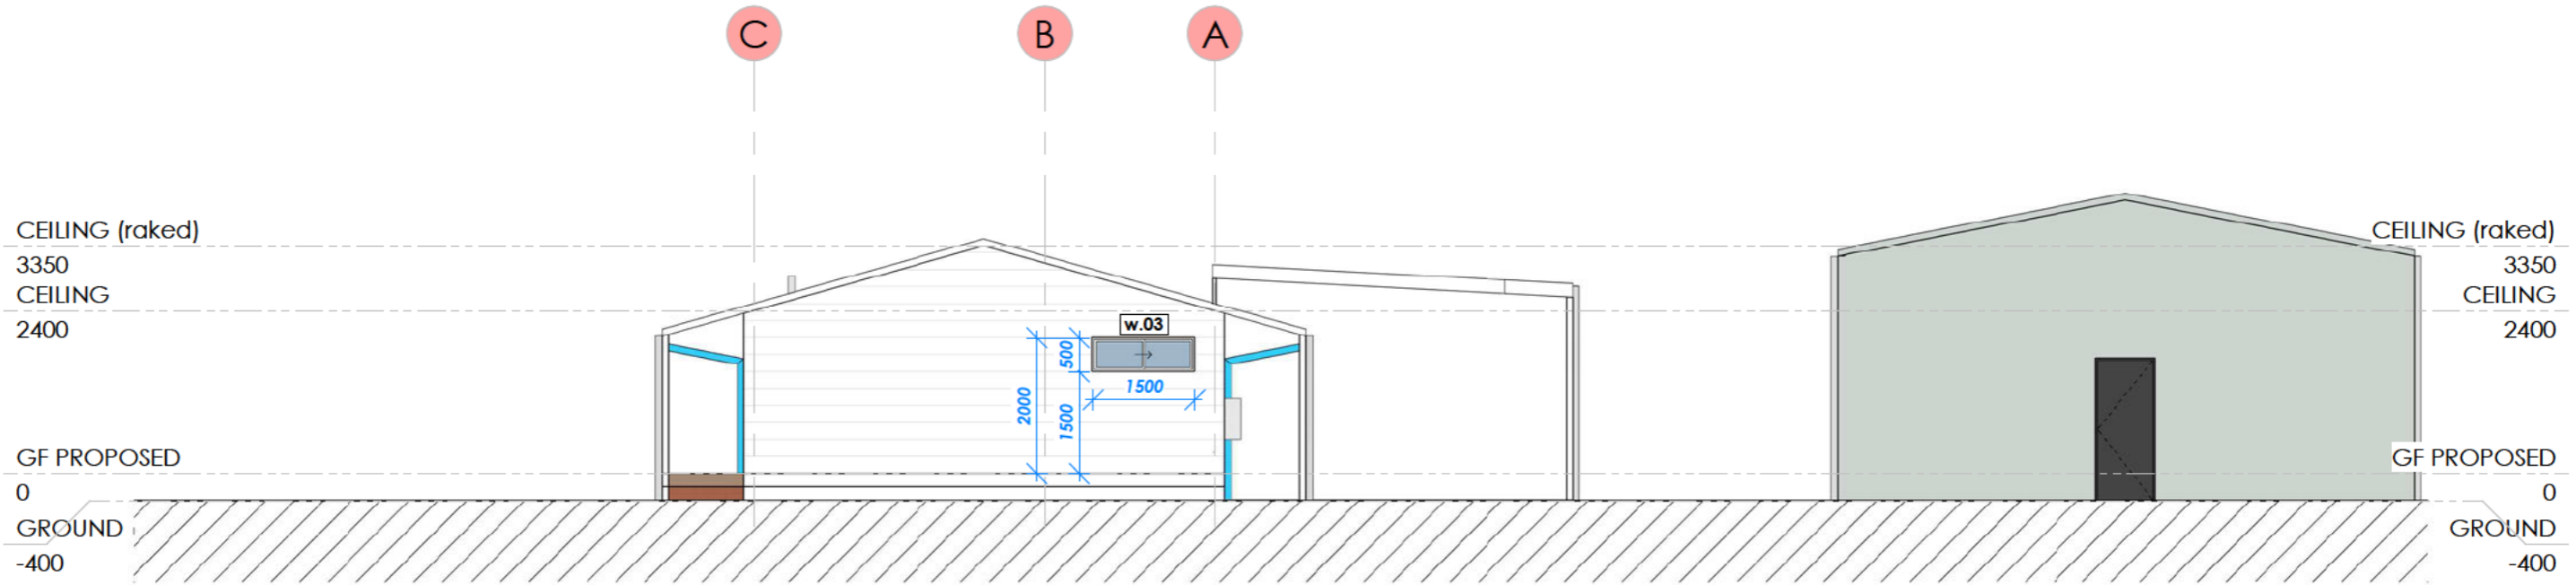 C
B
A
CEILING (raked)
3350
CEILING
2400
GF PROPOSED
0
GROUND
-400
w.03
500
1500
2000
1500
CEILING (raked)
3350
CEILING
2400
GF PROPOSED
0
GROUND
-400